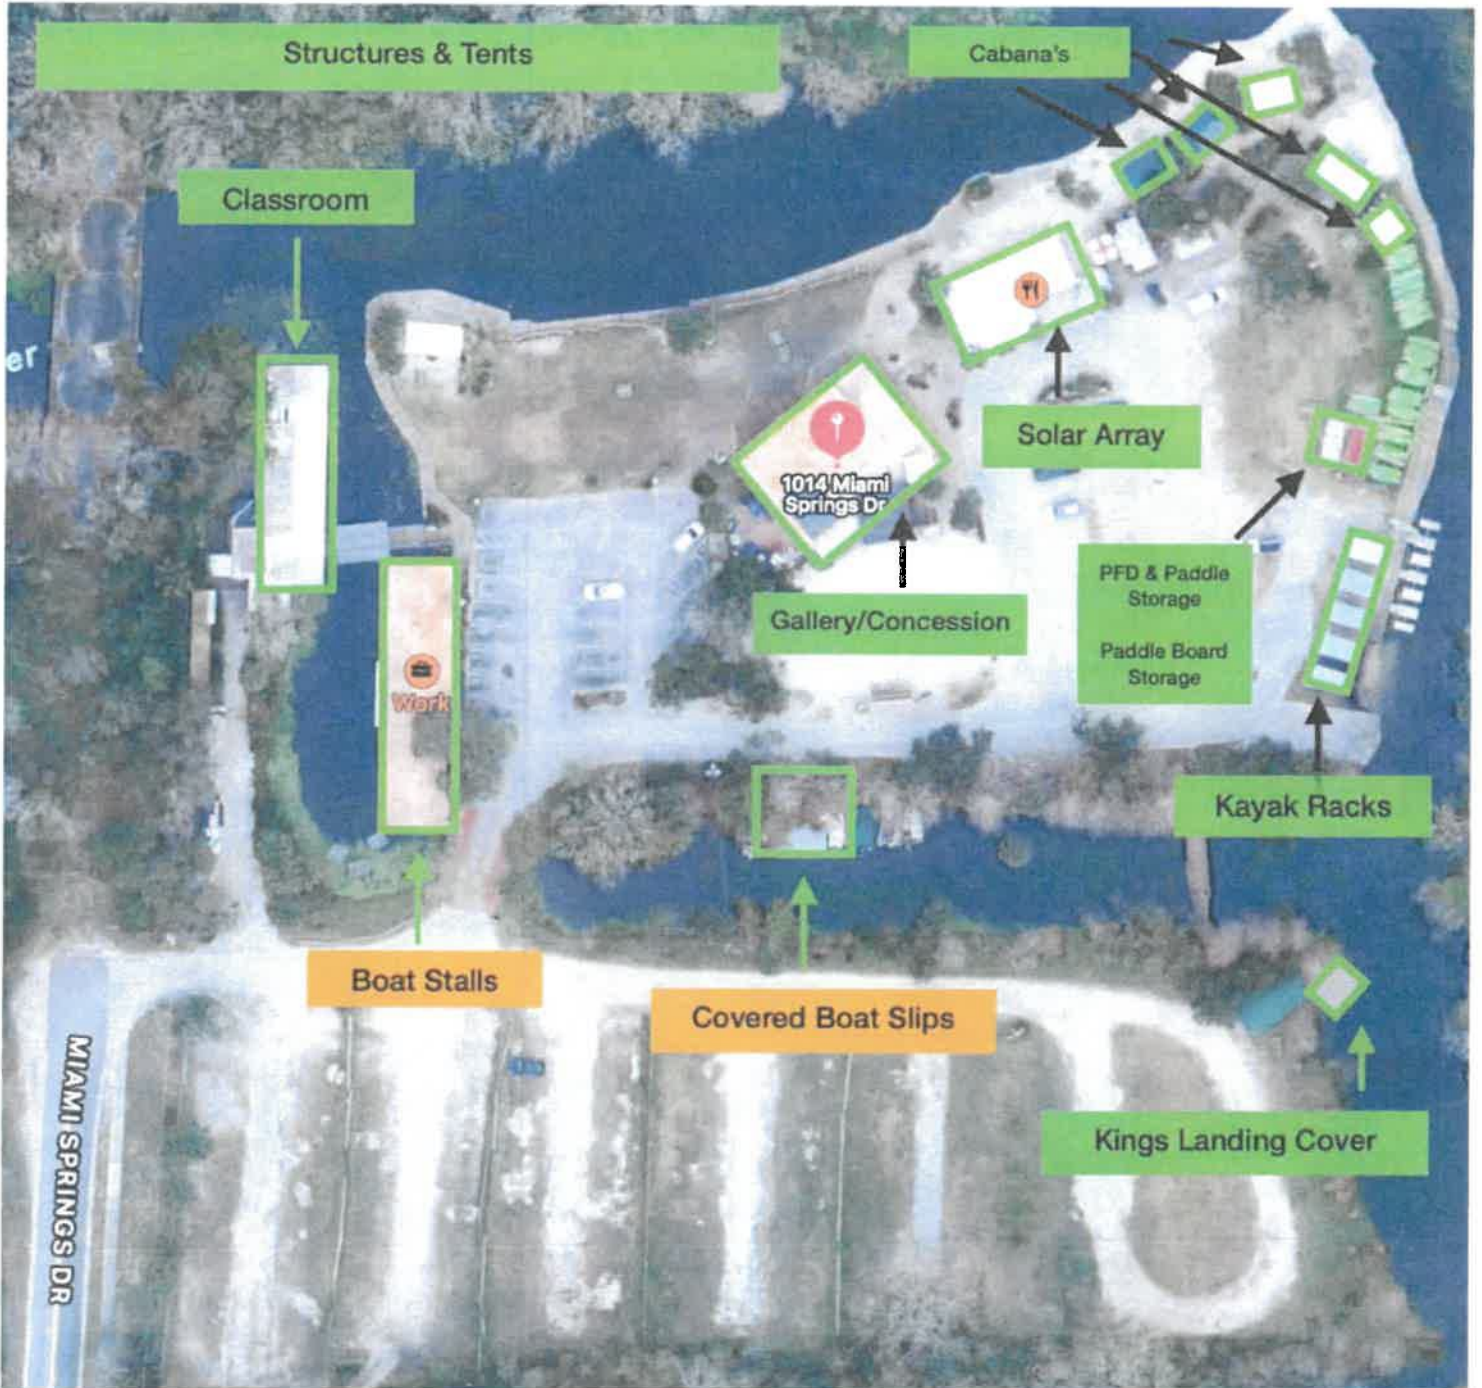 Structures & Tents
Cabana's
Classroom
er
Solar Array
1014 Miami
Springs Dr
PFD & Paddle
Storage
Gallery/Concession
Paddle Board
Storage
Work
Kayak Racks
Boat Stalls
Covered Boat Slips
MIAMI SPRINGS DR
Kings Landing Cover